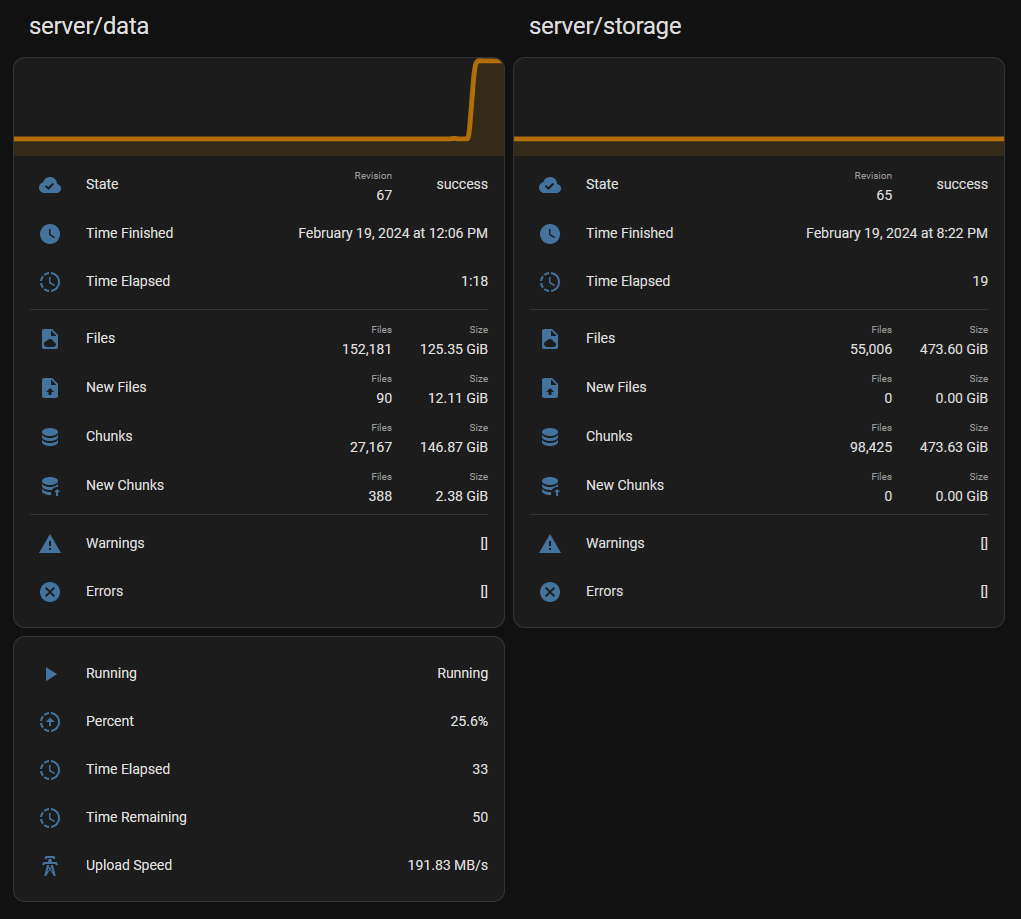 server/data
State
Revision
67
success
Time Finished
February 19, 2024 at 12:06 PM
Time Elapsed
1:18
Files
Files
152,181
Size
125.35 GiB
New Files
Files
90
Size
12.11 GiB
Chunks
Files
27,167
Size
146.87 GiB
New Chunks
Files
388
Size
2.38 GiB
Warnings
[]
Errors
[]
Running
Running
Percent
25.6%
Time Elapsed
33
Time Remaining
50
Upload Speed
191.83 MB/s
server/storage
State
Revision
65
success
Time Finished
February 19, 2024 at 8:22 PM
Time Elapsed
19
Files
Files
55,006
Size
473.60 GiB
New Files
Files
0
Size
0.00 GiB
Chunks
Files
98,425
Size
473.63 GiB
New Chunks
Files
0
Size
0.00 GiB
Warnings
[]
Errors
[]